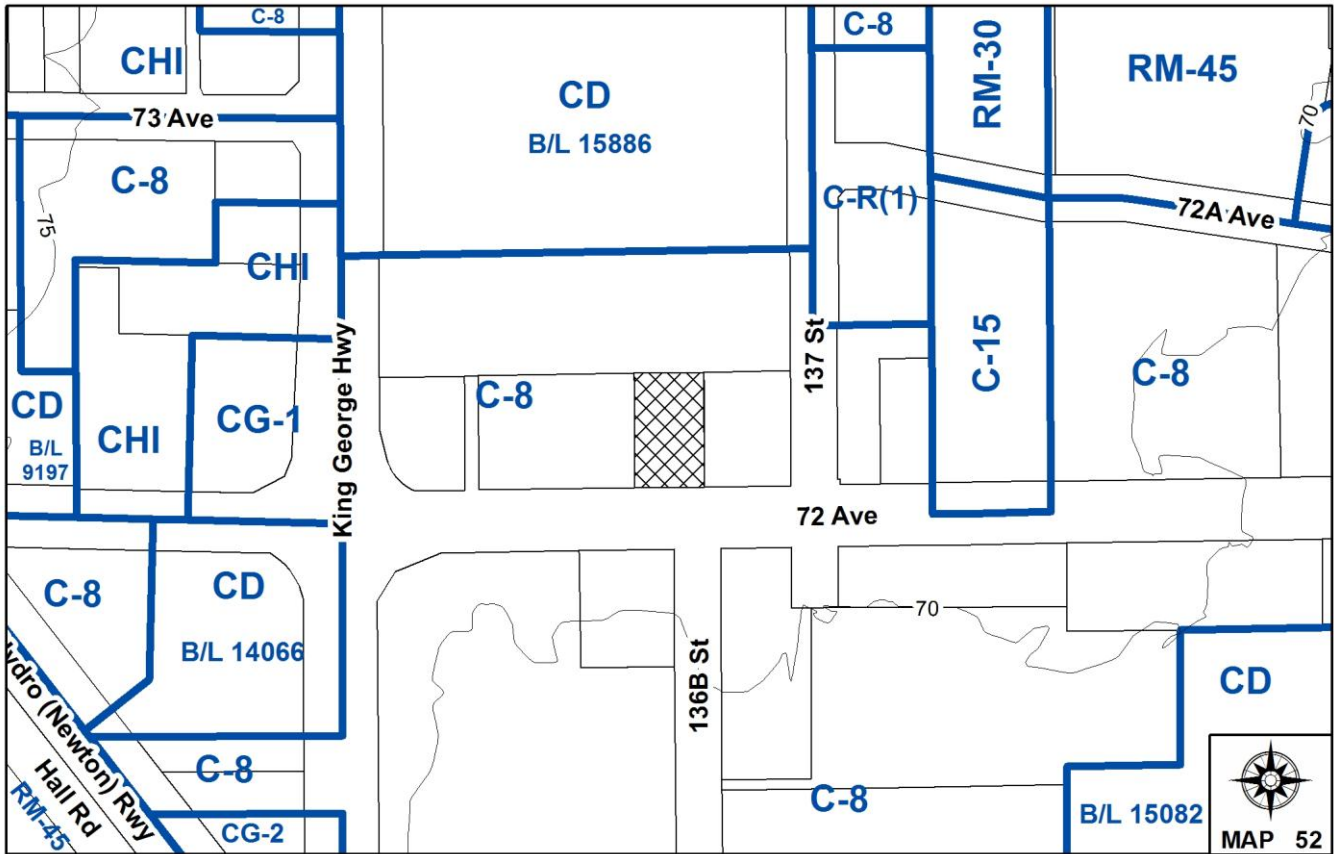 C-8
C-8
CHI
CD
RM-30
RM-45
73 Ave
B/L 15886
70
C-8
C-R(1)
72A Ave
75
CHI
King George Hwy
137 St
C-15
C-8
C-8
CD
CG-1
B/L
9197
CHI
72 Ave
C-8
CD
70
B/L 14066
136B St
CD
ydro (Newton) Rwy
Hall Rd
RM-45
C-8
C-8
B/L 15082
CG-2
MAP 52